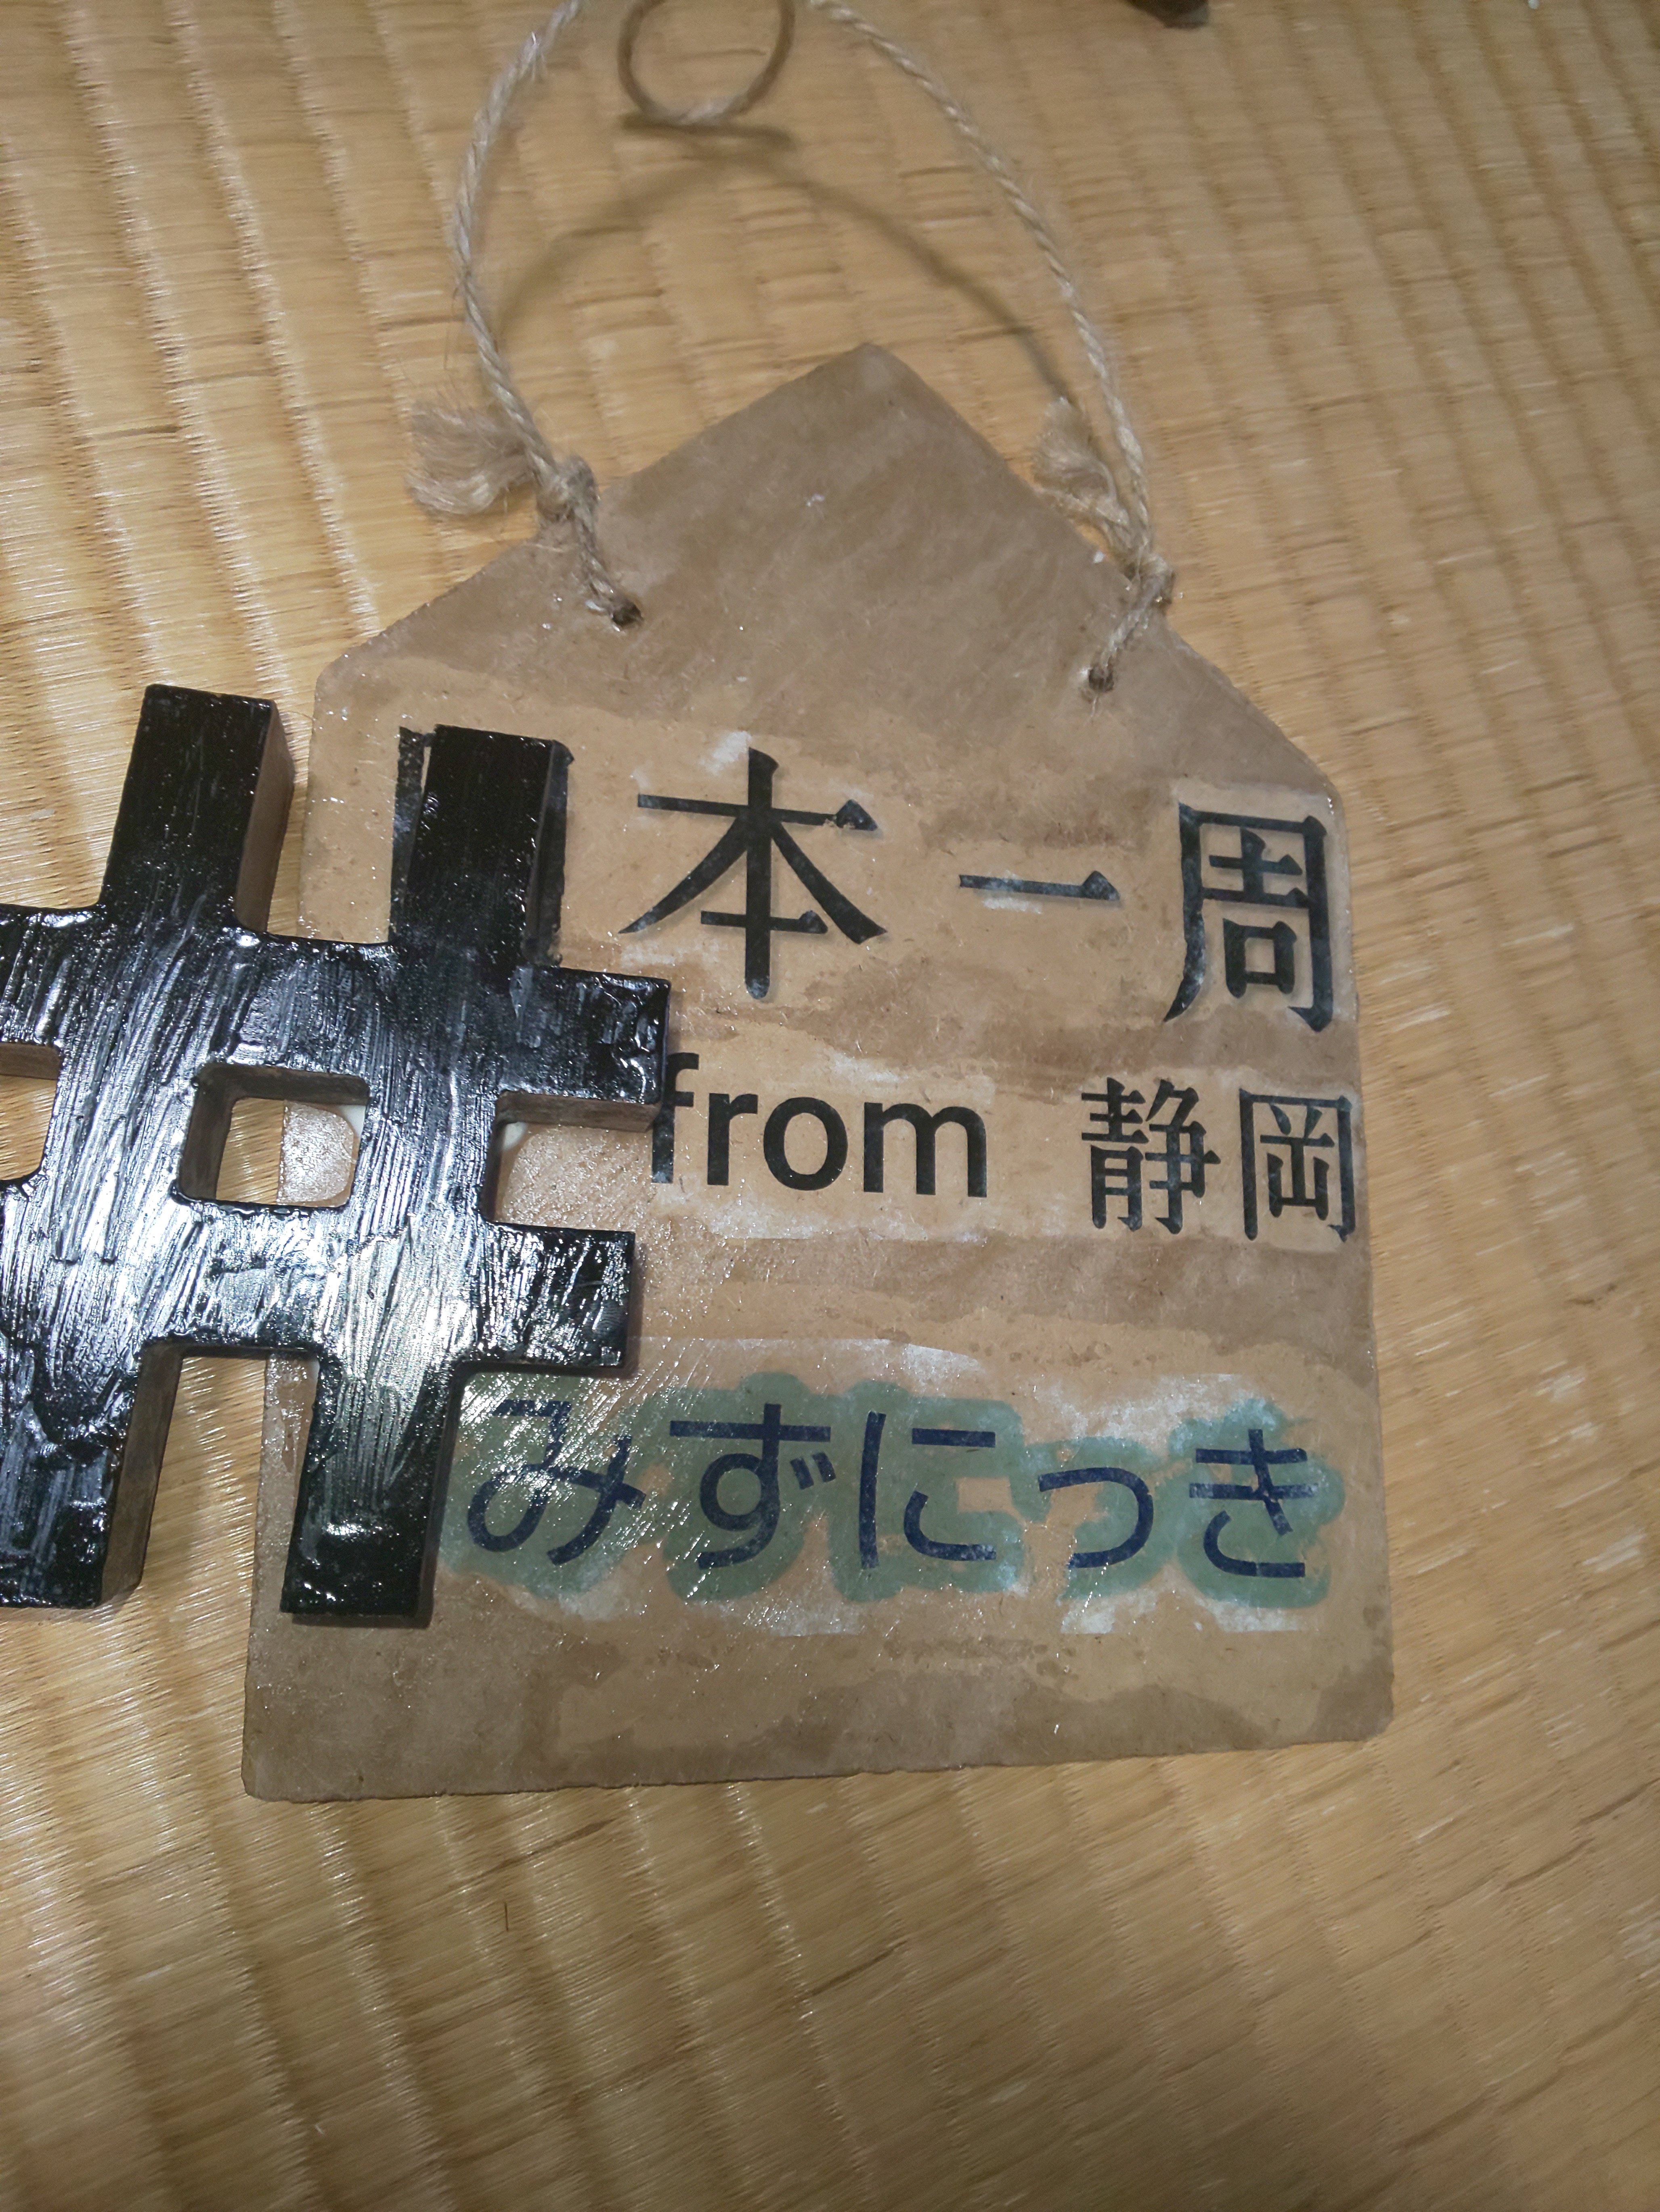 本一周
from 静岡
みずにっき